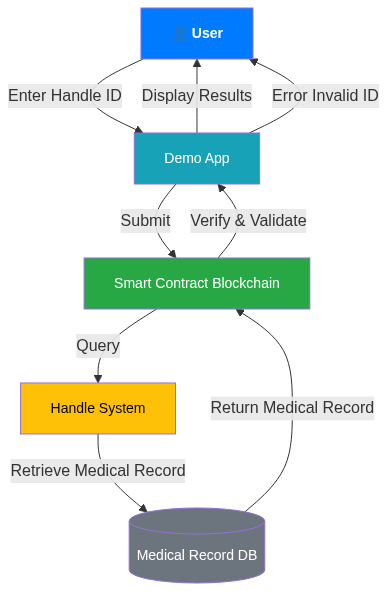 User
Enter Handle ID
Display Results
Error Invalid ID
Demo App
Submit
Verify & Validate
Smart Contract Blockchain
Query
Handle System
Return Medical Record
Retrieve Medical Record
Medical Record DB